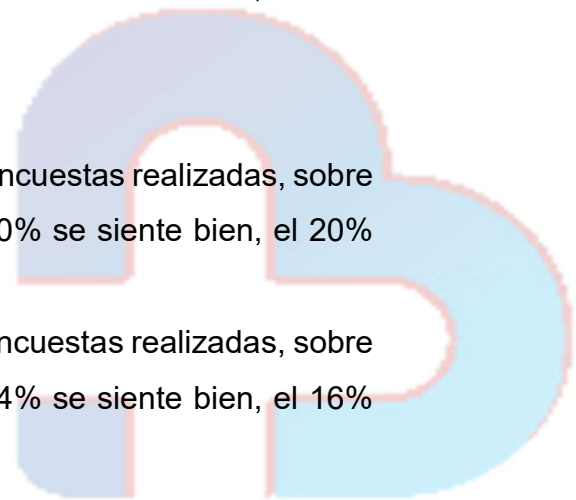 ncuestas realizadas, sobre
0% se siente bien, el 20%
ncuestas realizadas, sobre
4% se siente bien, el 16%